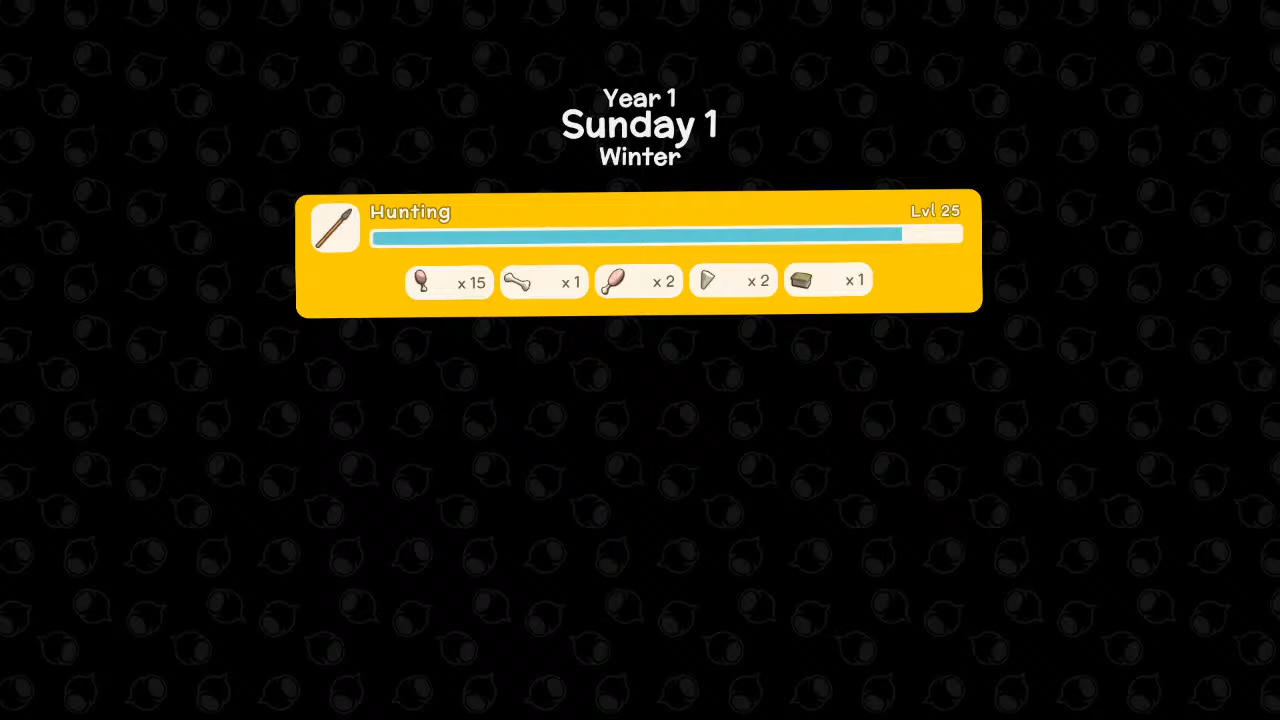 Year 1
Sunday 1
Winter
Hunting
Lvl 25
x 15
x 1
x 2
x 2
x 1